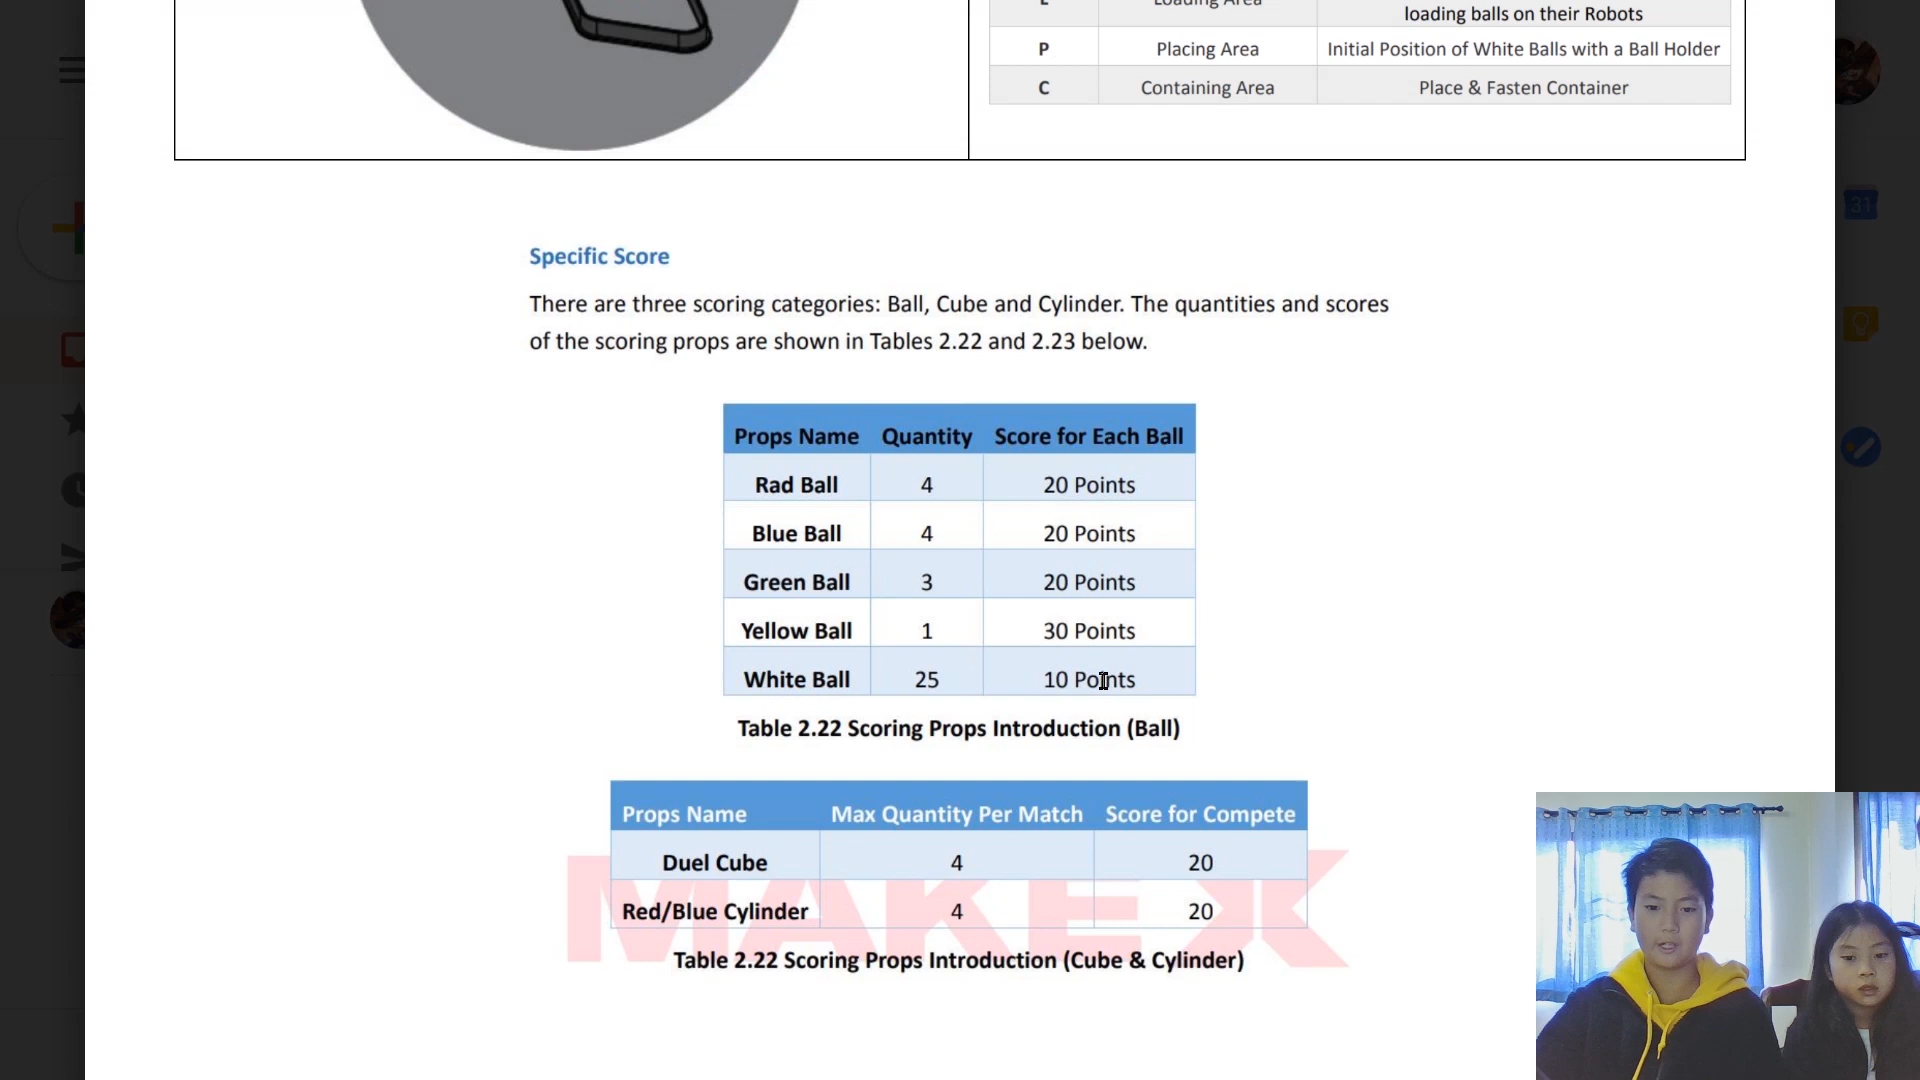 L Loading Area
loading balls on their Robots
P Placing Area Initial Position of White Balls with a Ball Holder
C Containing Area Place & Fasten Container
Specific Score
There are three scoring categories: Ball, Cube and Cylinder. The quantities and scores
of the scoring props are shown in Tables 2.22 and 2.23 below.
Props Name Quantity Score for Each Ball
Rad Ball 4 20 Points
Blue Ball 4 20 Points
Green Ball 3 20 Points
Yellow Ball 1 30 Points
White Ball 25 10 Points
Table 2.22 Scoring Props Introduction (Ball)
Props Name Max Quantity Per Match Score for Compete
Duel Cube 4 20
Red/Blue Cylinder 4 20
MAKEX
Table 2.22 Scoring Props Introduction (Cube & Cylinder)
31